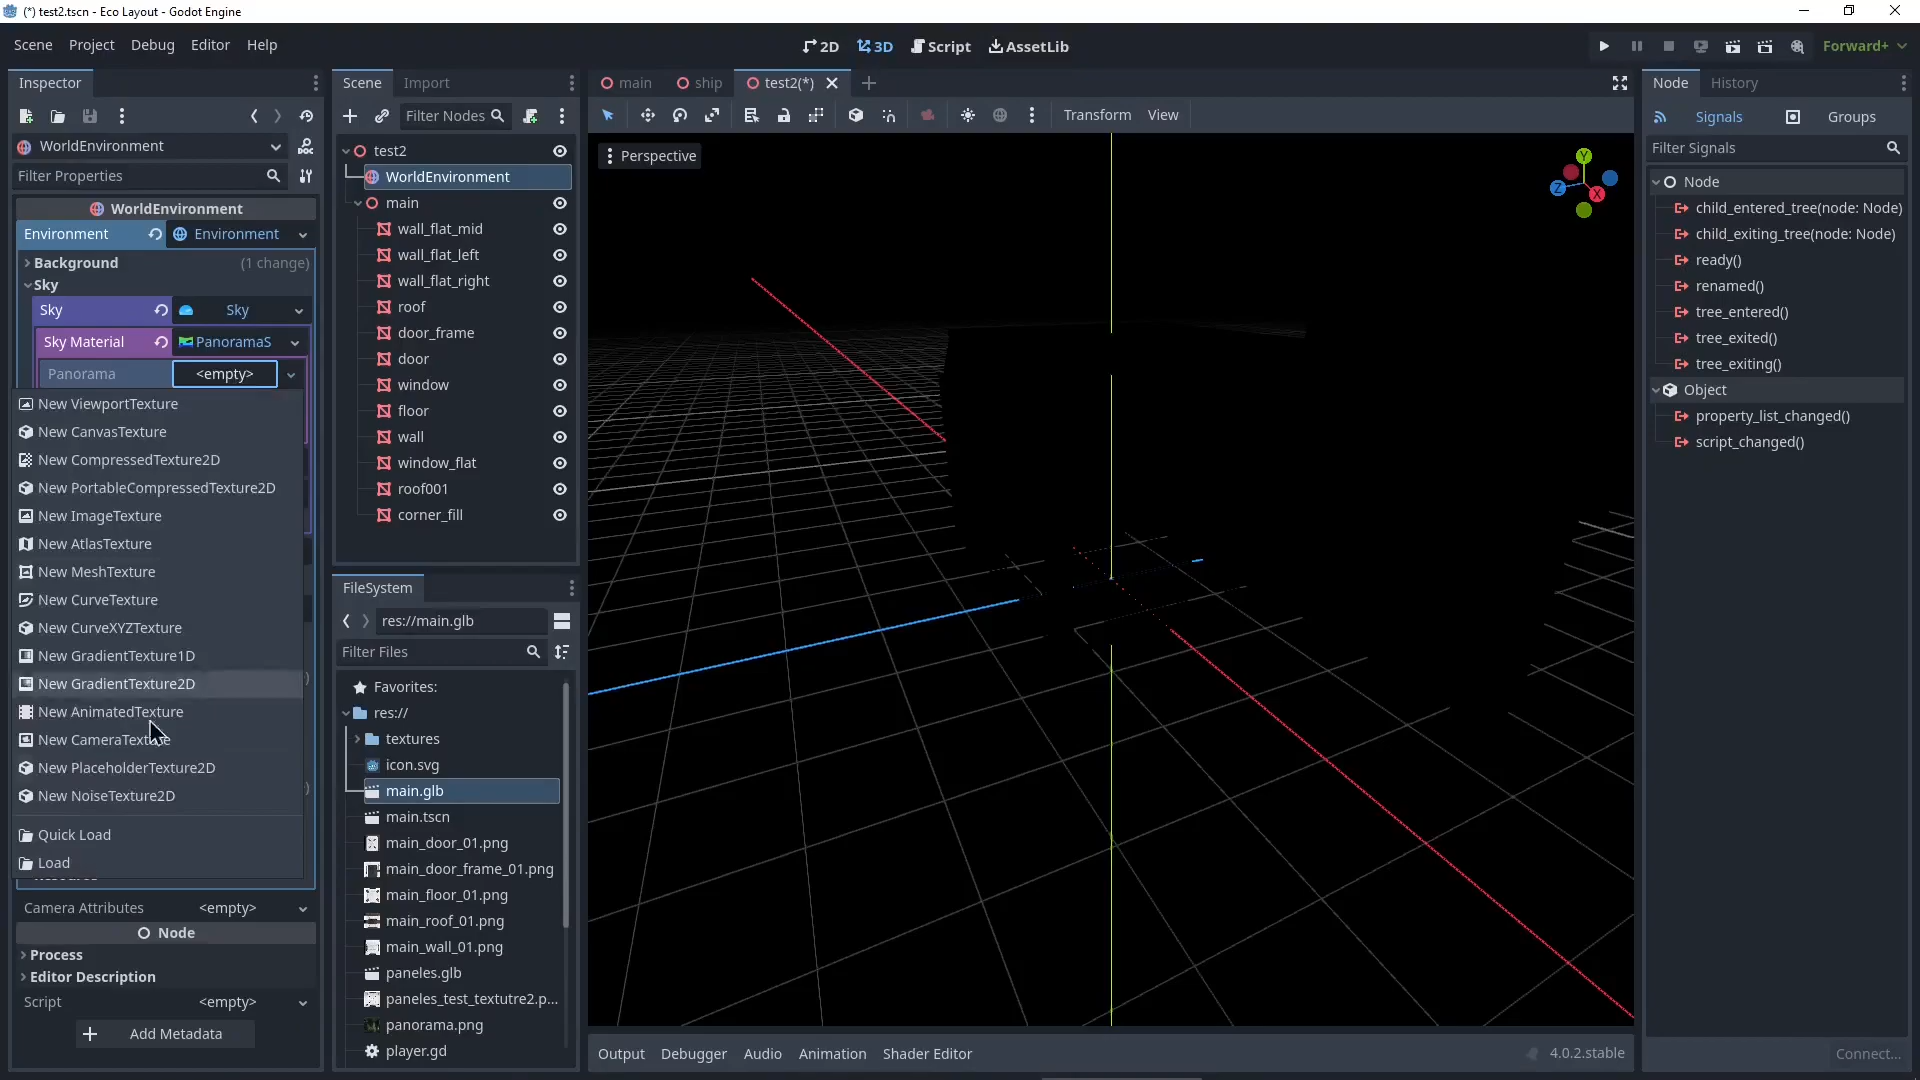 (*) test2.tscn - Eco Layout - Godot Engine
Scene Project Debug Editor Help
2D 3D Script AssetLib
Forward+
Inspector
WorldEnvironment
Filter Properties
WorldEnvironment
Environment Environment
Background (1 change)
Sky
Sky Sky
Sky Material PanoramaS
Panorama <empty>
New ViewportTexture
New CanvasTexture
New CompressedTexture2D
New PortableCompressedTexture2D
New ImageTexture
New AtlasTexture
New MeshTexture
New CurveTexture
New CurveXYZTexture
New GradientTexture1D
New GradientTexture2D
New AnimatedTexture
New CameraTexture
New PlaceholderTexture2D
New NoiseTexture2D
Quick Load
Load
Camera Attributes <empty>
Node
Process
Editor Description
Script <empty>
Add Metadata
Scene Import
Filter Nodes
test2
WorldEnvironment
main
wall_flat_mid
wall_flat_left
wall_flat_right
roof
door_frame
door
window
floor
wall
window_flat
roof001
corner_fill
FileSystem
res://main.glb
Filter Files
Favorites:
res://
textures
icon.svg
main.glb
main.tscn
main_door_01.png
main_door_frame_01.png
main_floor_01.png
main_roof_01.png
main_wall_01.png
paneles.glb
paneles_test_textutre2.p...
panorama.png
player.gd
main ship test2(*)
Transform View
Perspective
Y
Z
X
Output Debugger Audio Animation Shader Editor
4.0.2.stable
Node History
Signals Groups
Filter Signals
Node
child_entered_tree(node: Node)
child_exiting_tree(node: Node)
ready()
renamed()
tree_entered()
tree_exited()
tree_exiting()
Object
property_list_changed()
script_changed()
Connect...